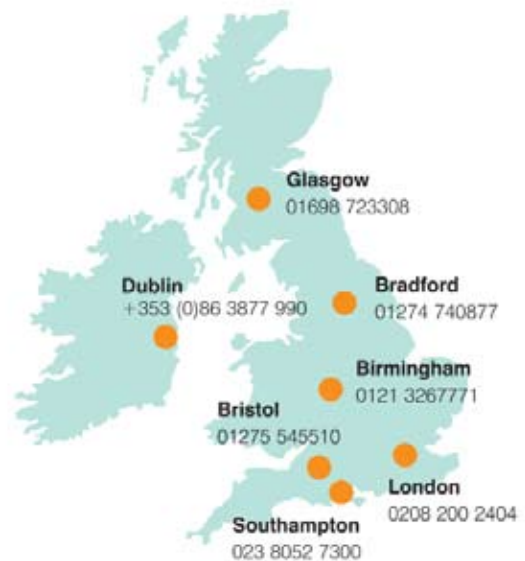 Glasgow
01698 723308
Dublin
+353 (0)86 3877 990
Bradford
01274 740877
Birmingham
0121 3267771
Bristol
01275 545510
London
0208 200 2404
Southampton
023 8052 7300